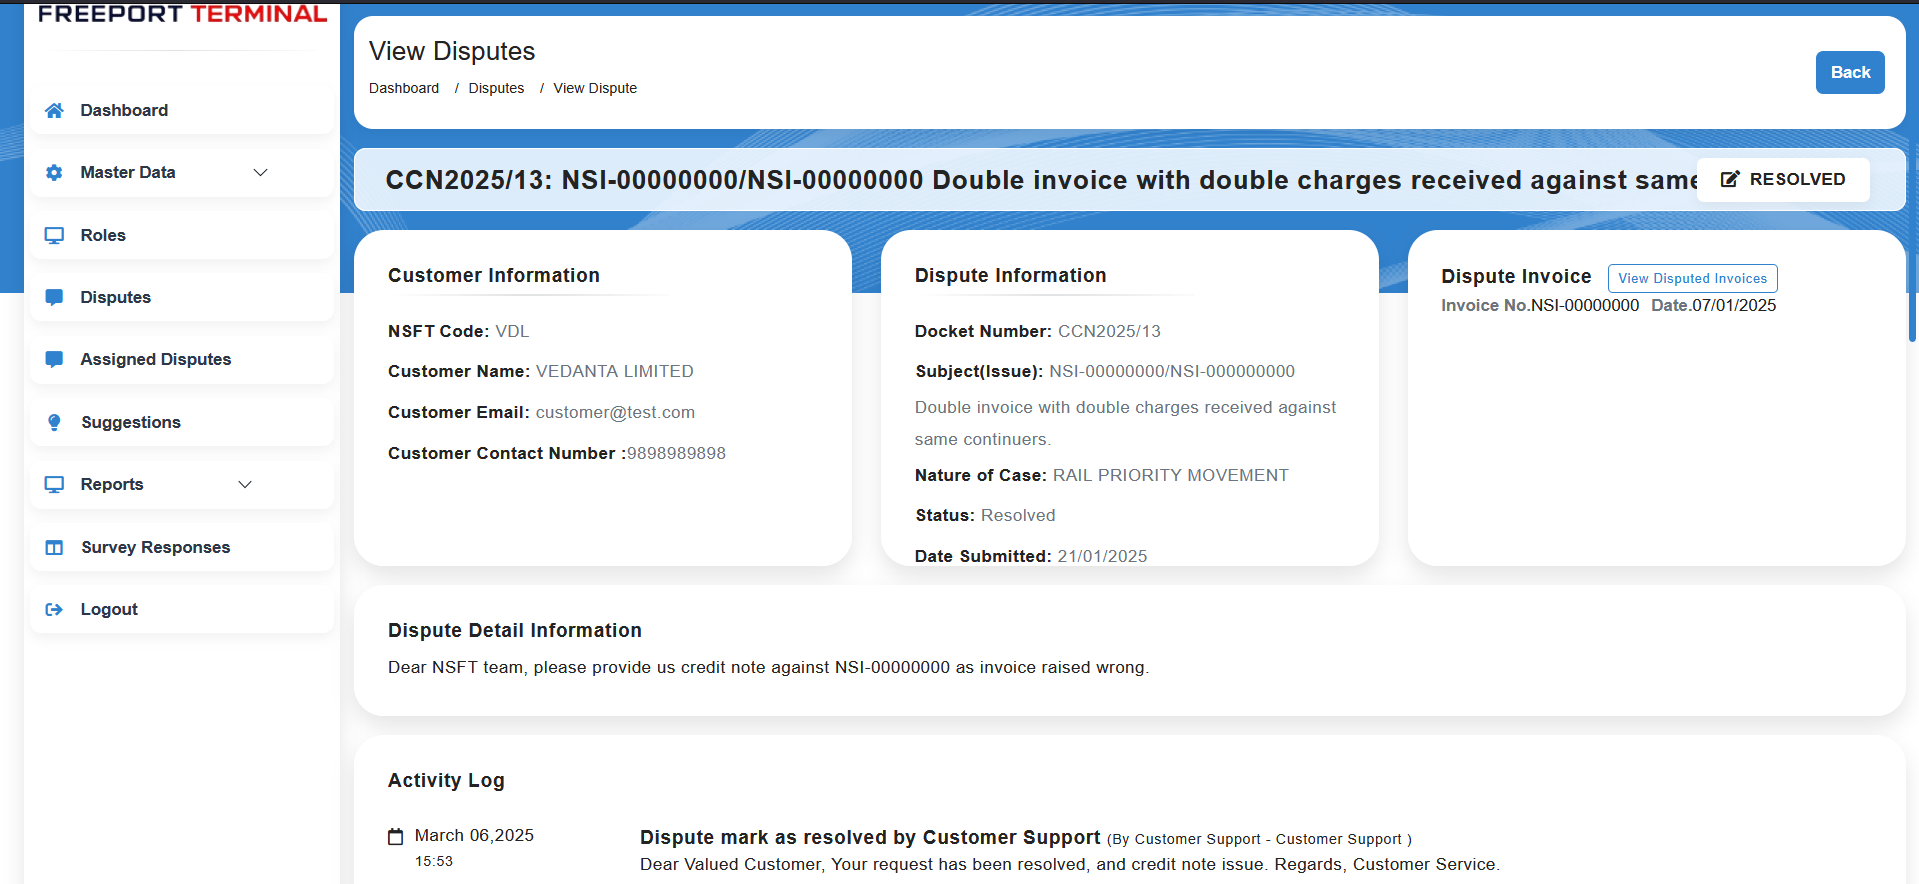 FREEPORT TERMINAL
Dashboard
Master Data
Roles
Disputes
Assigned Disputes
Suggestions
Reports
Survey Responses
Logout
View Disputes
Dashboard / Disputes / View Dispute
Back
CCN2025/13: NSI-00000000/NSI-00000000 Double invoice with double charges received against same
RESOLVED
Customer Information
NSFT Code: VDL
Customer Name: VEDANTA LIMITED
Customer Email: customer@test.com
Customer Contact Number :9898989898
Dispute Information
Docket Number: CCN2025/13
Subject(Issue): NSI-00000000/NSI-000000000
Double invoice with double charges received against
same continuers.
Nature of Case: RAIL PRIORITY MOVEMENT
Status: Resolved
Date Submitted: 21/01/2025
Dispute Invoice View Disputed Invoices
Invoice No.NSI-00000000 Date.07/01/2025
Dispute Detail Information
Dear NSFT team, please provide us credit note against NSI-00000000 as invoice raised wrong.
Activity Log
March 06,2025
15:53
Dispute mark as resolved by Customer Support (By Customer Support - Customer Support )
Dear Valued Customer, Your request has been resolved, and credit note issue. Regards, Customer Service.